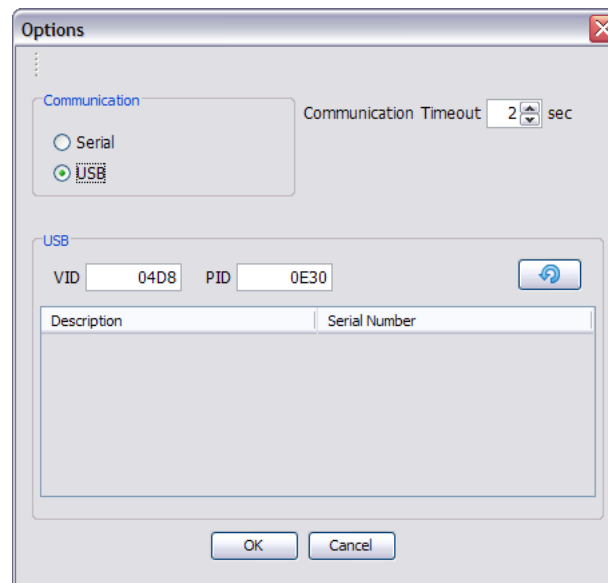 Options
Communication
Communication Timeout 2 sec
Serial
USB
USB
VID 04D8 PID 0E30
Description Serial Number
OK Cancel